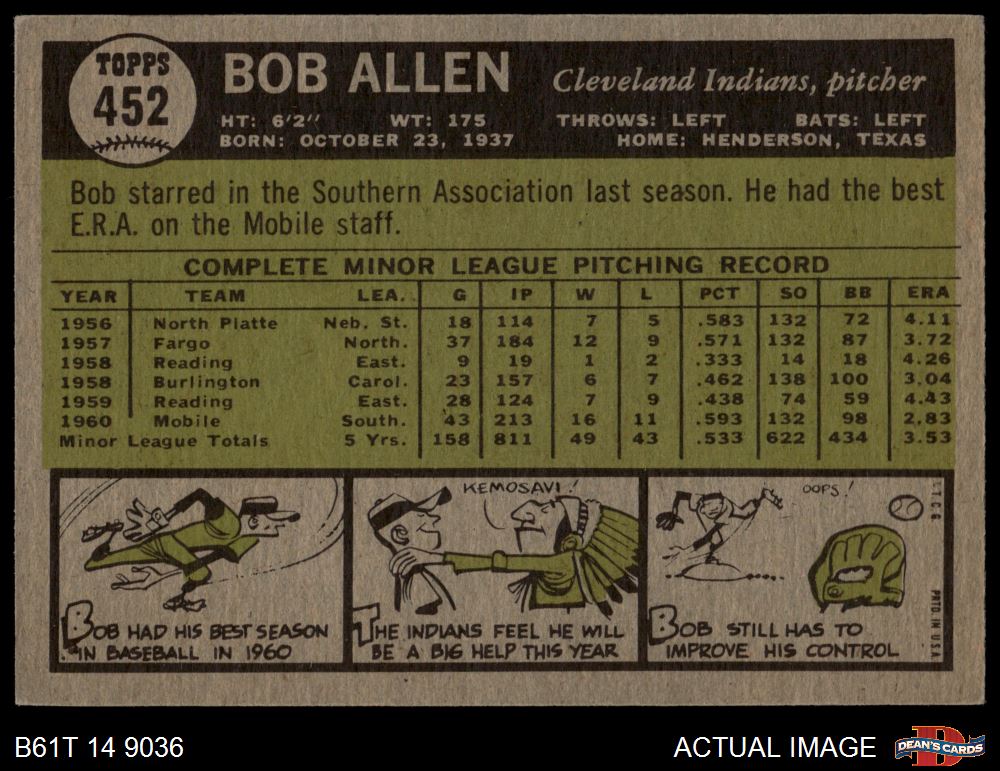 TOPPS
452
BOB ALLEN
Cleveland Indians, pitcher
HT: 6'2" WT: 175 THROWS: LEFT BATS: LEFT
BORN: OCTOBER 23, 1937 HOME: HENDERSON, TEXAS
Bob starred in the Southern Association last season. He had the best
E.R.A. on the Mobile staff.
COMPLETE MINOR LEAGUE PITCHING RECORD
YEAR TEAM LEA. G IP W L PCT SO BB ERA
1956 North Platte Neb. St. 18 114 7 5 .583 132 72 4.11
1957 Fargo North. 37 184 12 9 .571 132 87 3.72
1958 Reading East. 9 19 1 2 .333 14 18 4.26
1958 Burlington Carol. 23 157 6 7 .462 138 100 3.04
1959 Reading East. 28 124 7 9 .438 74 59 4.43
1960 Mobile South. 43 213 16 11 .593 132 98 2.83
Minor League Totals 5 Yrs. 158 811 49 43 .533 622 434 3.53
BOB HAD HIS BEST SEASON
IN BASEBALL IN 1960
KEMOSAVI!
THE INDIANS FEEL HE WILL
BE A BIG HELP THIS YEAR
OOPS!
BOB STILL HAS TO
IMPROVE HIS CONTROL
T.C.G.
PRTD. IN U.S.A.
B61T 14 9036
ACTUAL IMAGE
DEAN'S CARDS